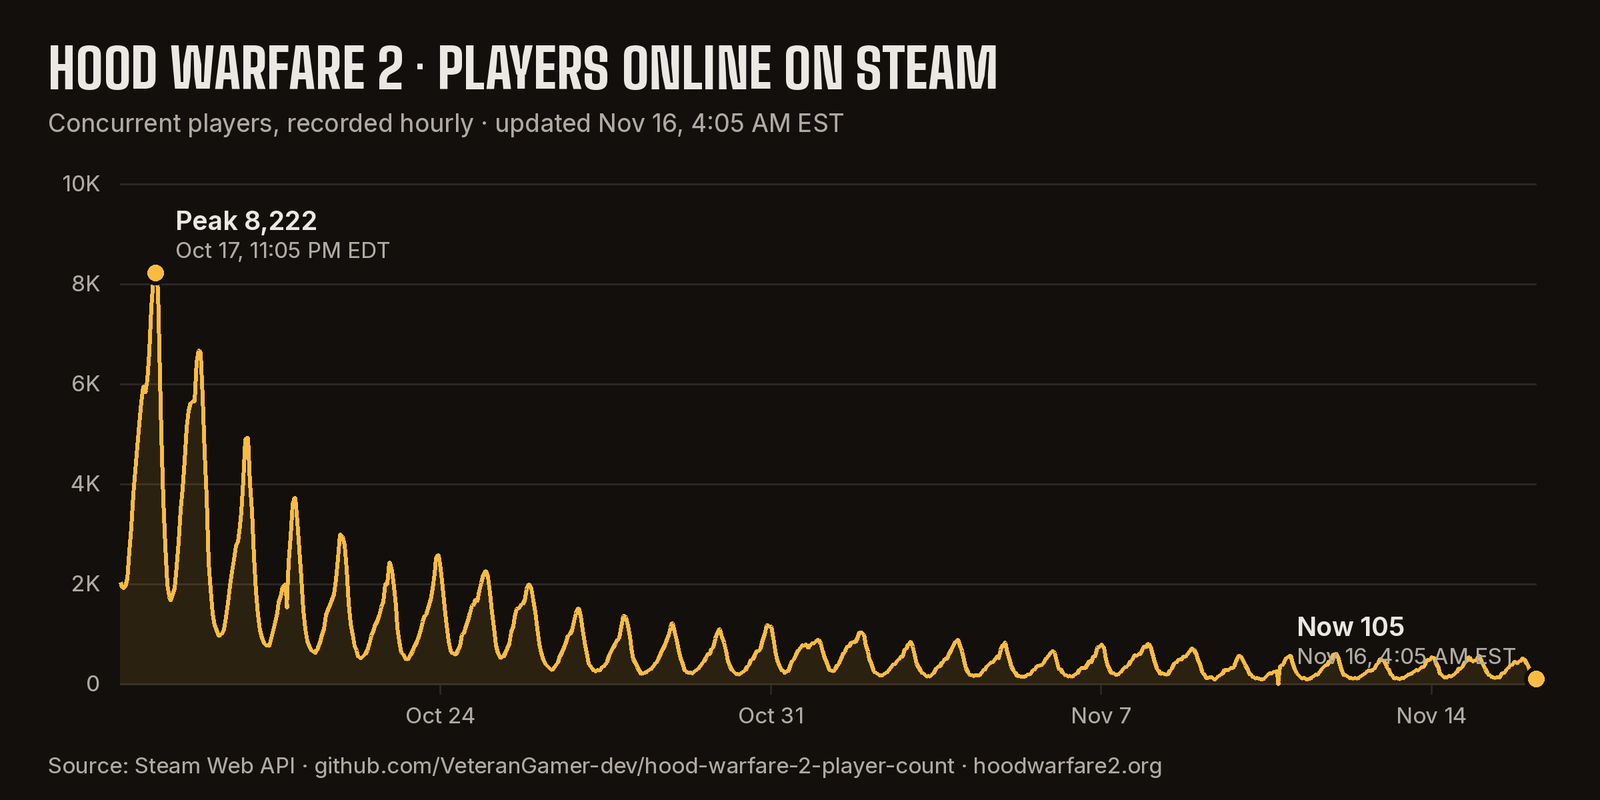 HOOD WARFARE 2 · PLAYERS ONLINE ON STEAM
Concurrent players, recorded hourly · updated Nov 16, 4:05 AM EST
10K
Peak 8,222
Oct 17, 11:05 PM EDT
8K
6K
4K
2K
Now 105
Nov 16, 4:05 AM EST
0
Oct 24 Oct 31 Nov 7 Nov 14
Source: Steam Web API · github.com/VeteranGamer-dev/hood-warfare-2-player-count · hoodwarfare2.org